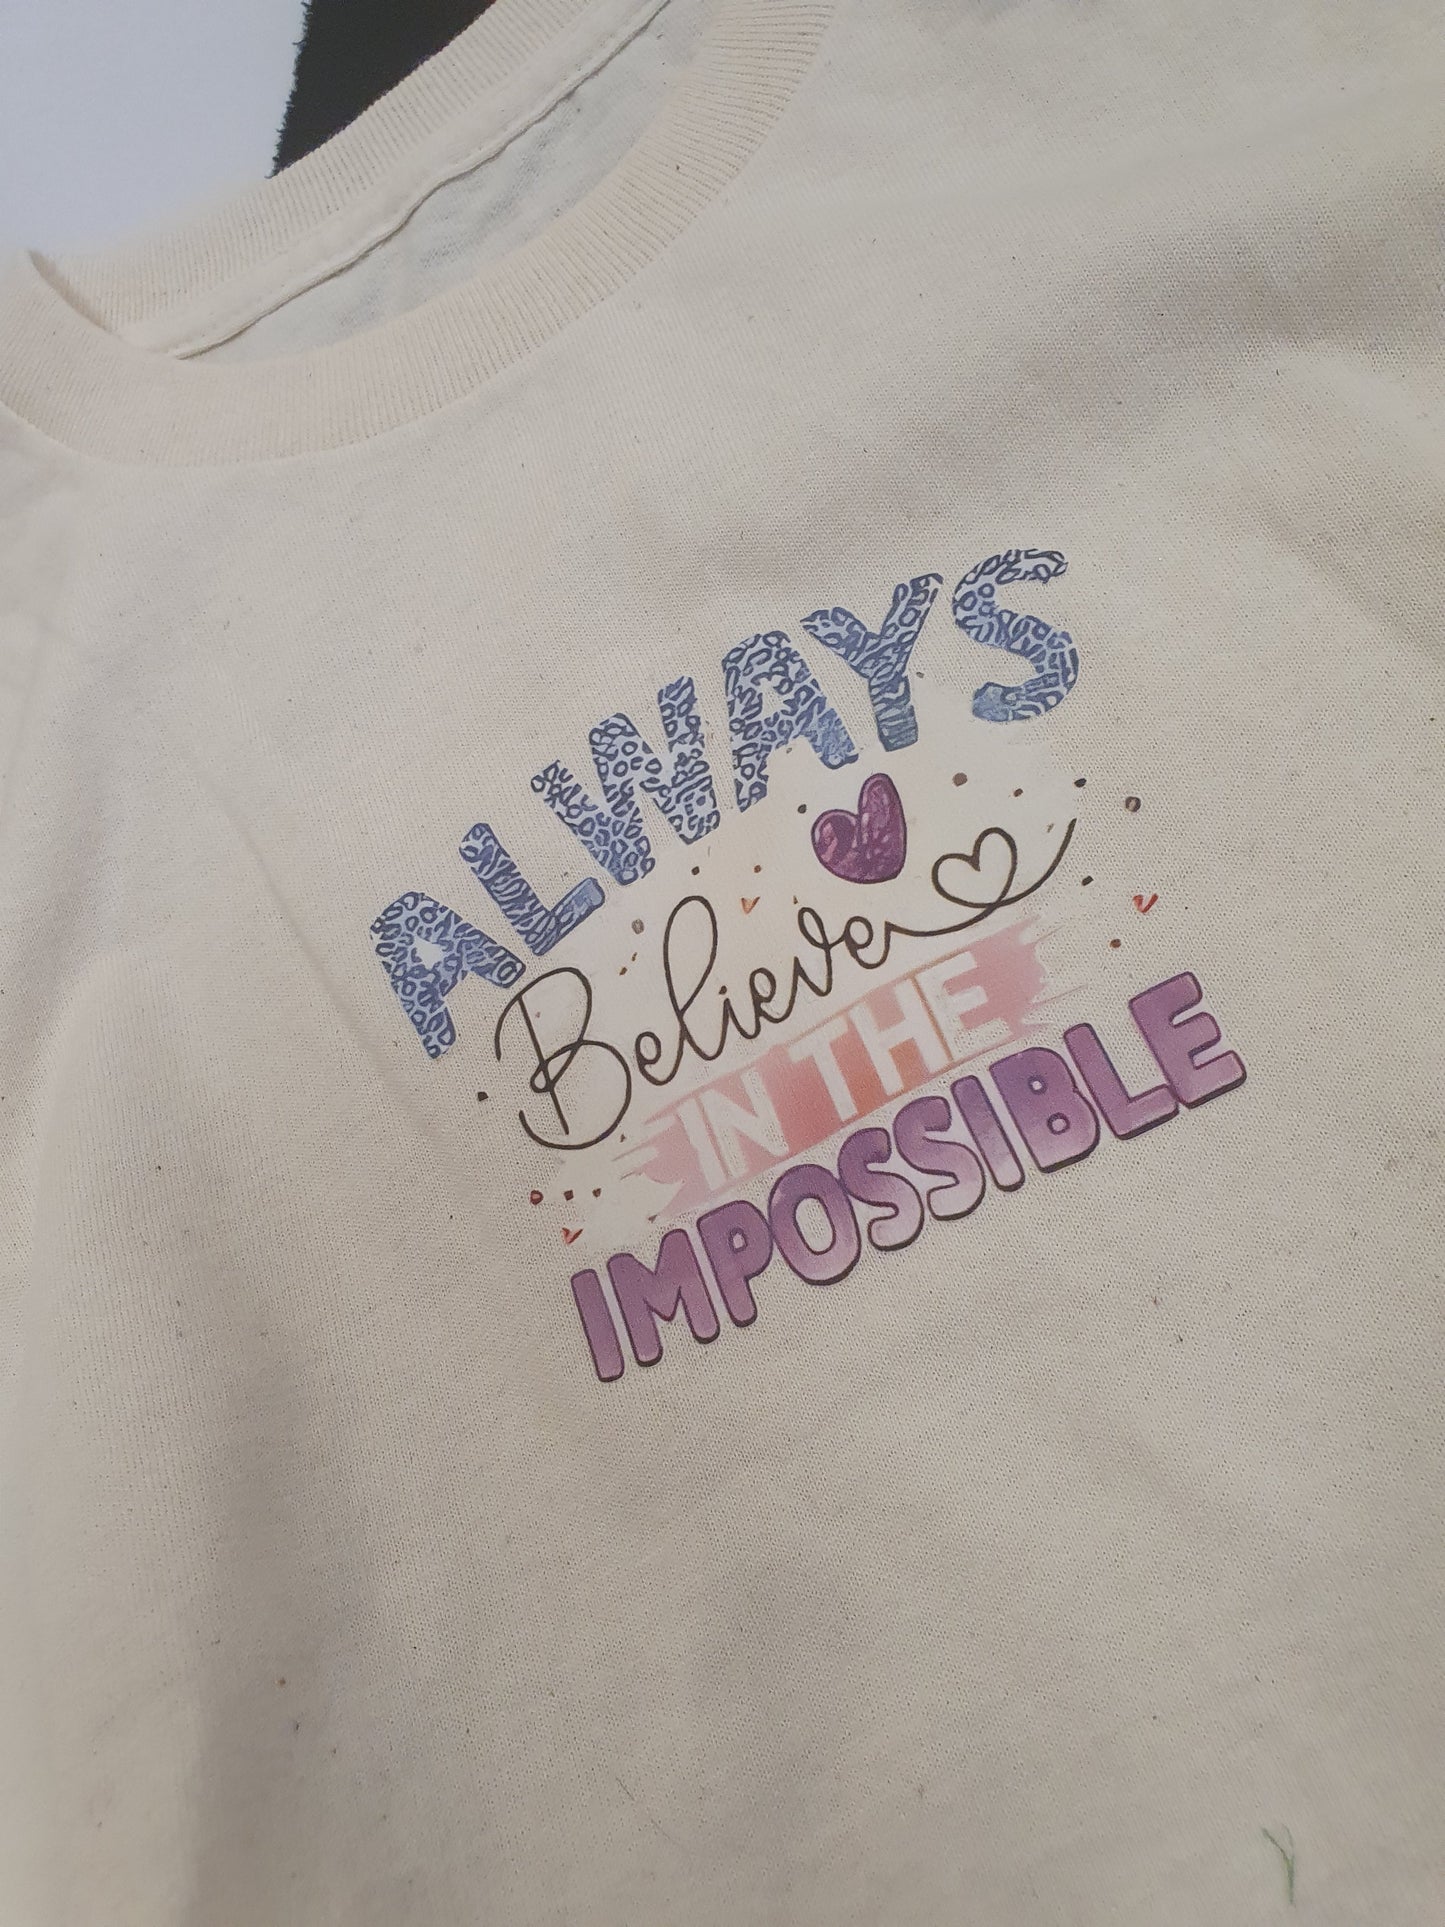 ALWAYS
Believe
IN THE
IMPOSSIBLE